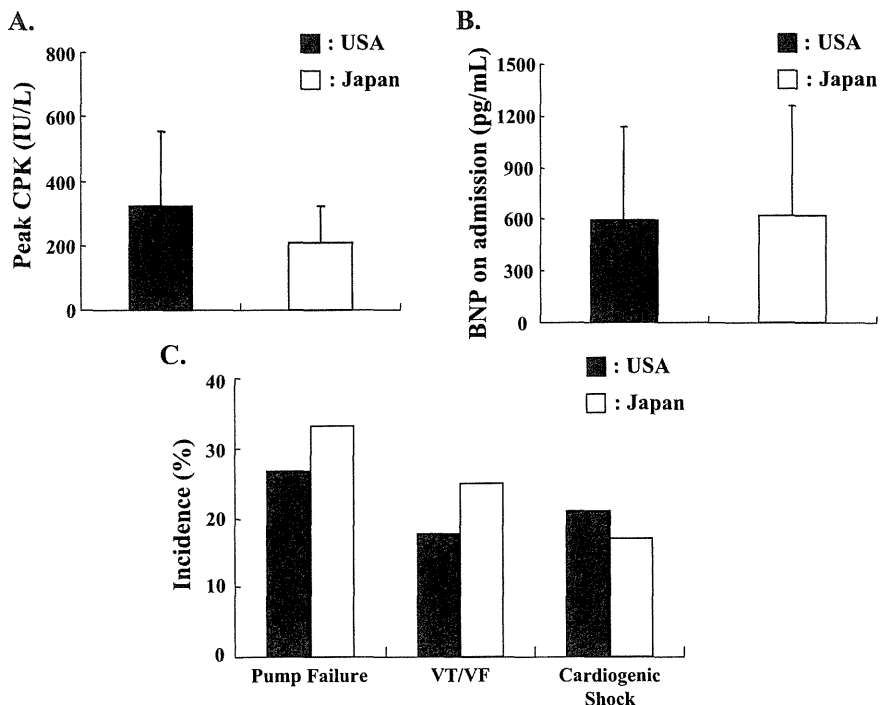 A.
: USA
: Japan
Peak CPK (IU/L)
800
600
400
200
0
B.
: USA
: Japan
BNP on admission (pg/mL)
1500
1200
900
600
300
0
C.
: USA
: Japan
Incidence (%)
40
30
20
10
0
Pump Failure
VT/VF
Cardiogenic
Shock